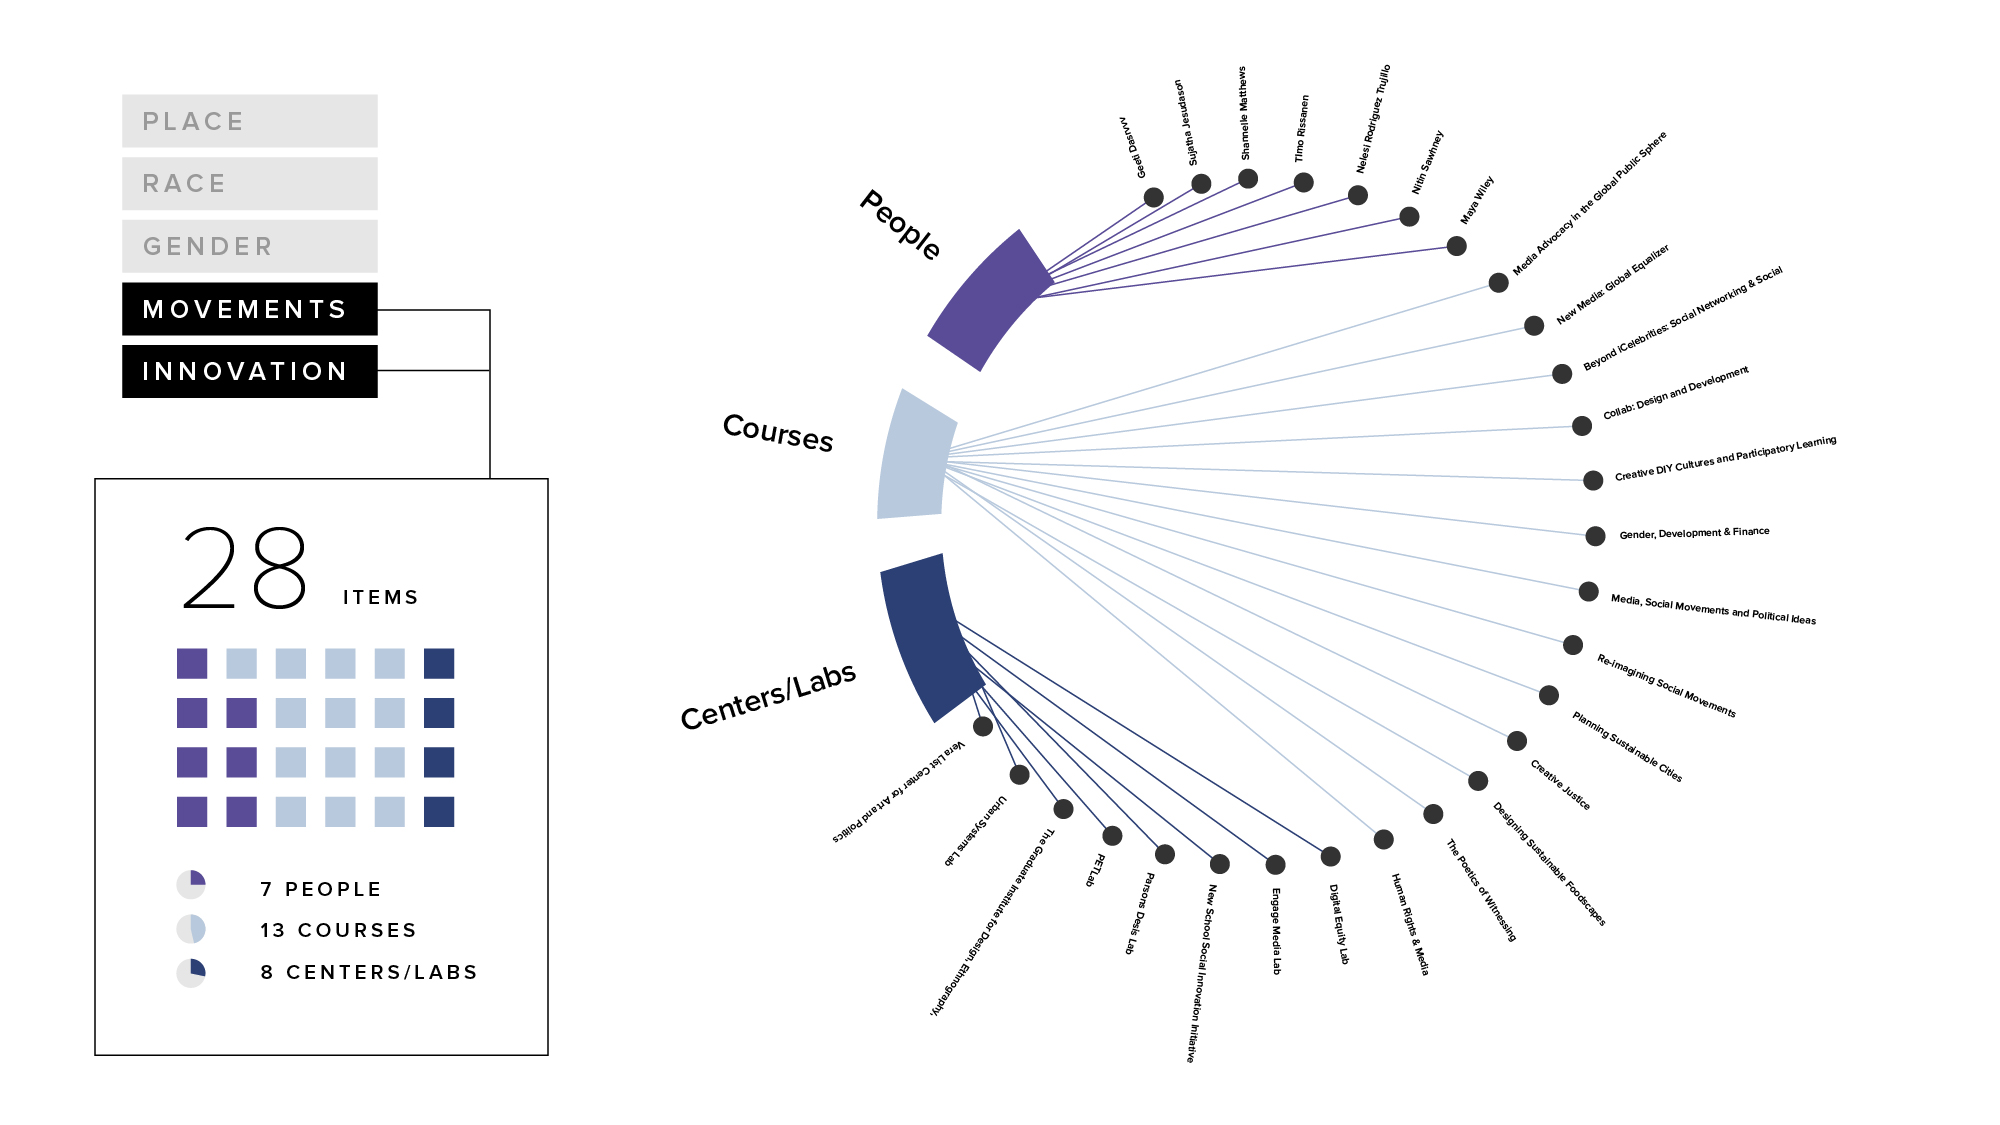 PLACE
RACE
GENDER
MOVEMENTS
INNOVATION
28 ITEMS
7 PEOPLE
13 COURSES
8 CENTERS/LABS
People
Geeti Dasrvvv
Sujatha Jesudason
Shannelle Matthews
Timo Rissanen
Nelesi Rodriguez Trujillo
Nitin Sawhney
Maya Wiley
Courses
Media Advocacy in the Global Public Sphere
New Media: Global Equalizer
Beyond iCelebrities: Social Networking & Social
Collab: Design and Development
Creative DIY Cultures and Participatory Learning
Gender, Development & Finance
Media, Social Movements and Political Ideas
Re-imagining Social Movements
Planning Sustainable Cities
Creative Justice
Designing Sustainable Foodscapes
The Poetics of Witnessing
Human Rights & Media
Centers/Labs
Digital Equity Lab
Engage Media Lab
New School Social Innovation Initiative
Parsons Desis Lab
PETLab
The Graduate Institute for Design, Ethnography,
Urban Systems Lab
Vera List Center for Art and Politics